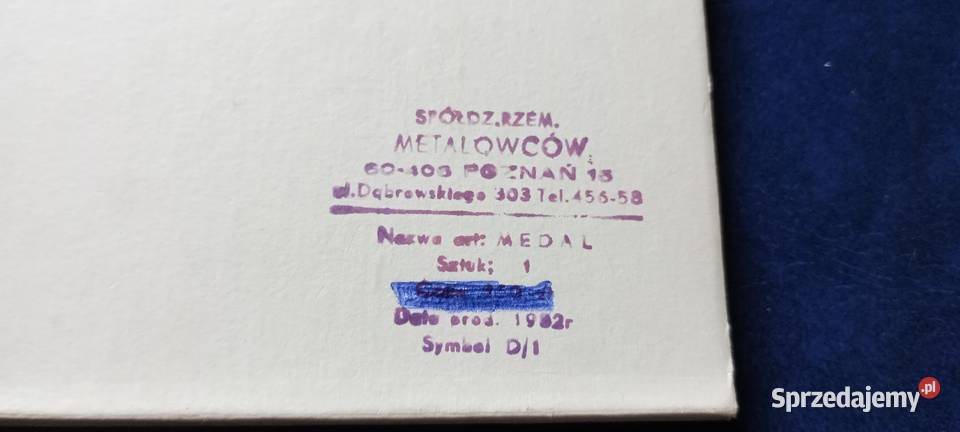 SPÓŁDZ.RZEM.
METALOWCÓW.
60-406 POZNAŃ 15
ul.Dąbrowskiego 303 Tel. 456-58
Nazwa art: MEDAL
Sztuk; 1
Data prod. 1982r
Symbol D/1
Sprzedajemy.pl